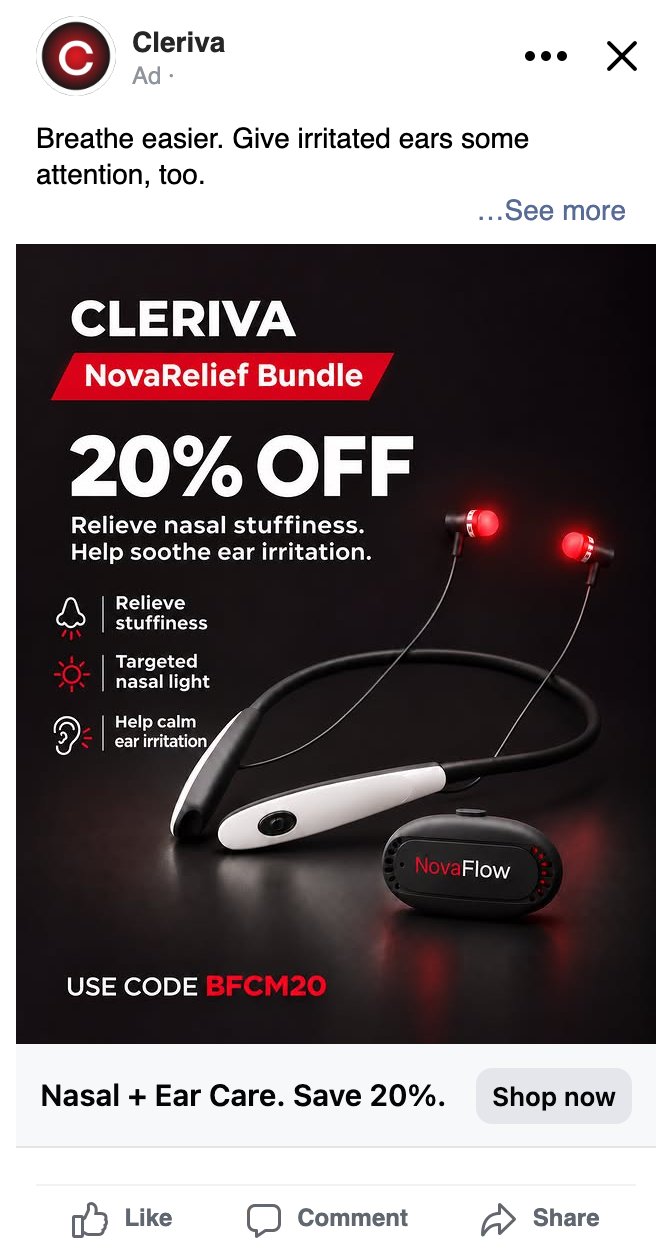 C
Cleriva
Ad ·
Breathe easier. Give irritated ears some
attention, too.
...See more
CLERIVA
NovaRelief Bundle
20% OFF
Relieve nasal stuffiness.
Help soothe ear irritation.
Relieve
stuffiness
Targeted
nasal light
Help calm
ear irritation
NovaFlow
USE CODE BFCM20
Nasal + Ear Care. Save 20%.
Shop now
Like
Comment
Share